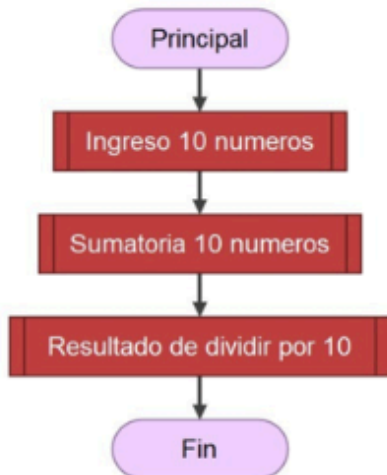 Principal
Ingreso 10 numeros
Sumatoria 10 numeros
Resultado de dividir por 10
Fin